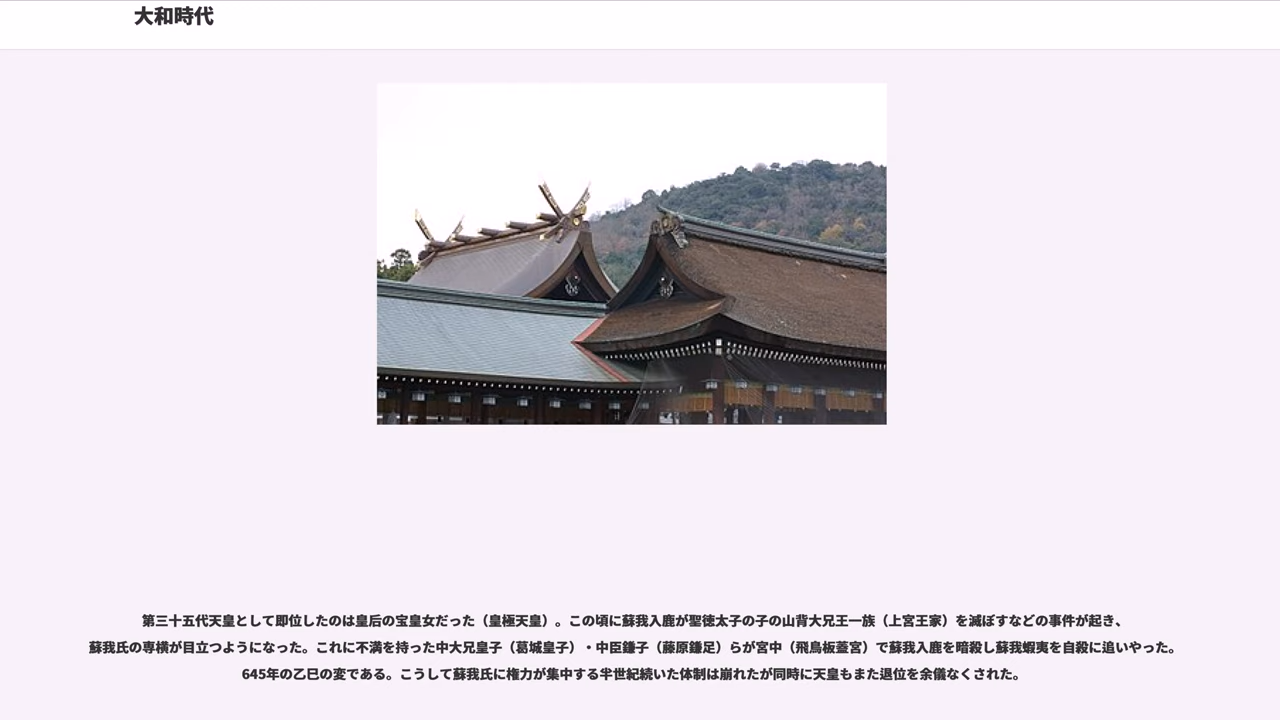 大和時代
第三十五代天皇として即位したのは皇后の宝皇女だった（皇極天皇）。この頃に蘇我入鹿が聖徳太子の子の山背大兄王一族（上宮王家）を滅ぼすなどの事件が起き、
蘇我氏の専横が目立つようになった。これに不満を持った中大兄皇子（葛城皇子）・中臣鎌子（藤原鎌足）らが宮中（飛鳥板蓋宮）で蘇我入鹿を暗殺し蘇我蝦夷を自殺に追いやった。
645年の乙巳の変である。こうして蘇我氏に権力が集中する半世紀続いた体制は崩れたが同時に天皇もまた退位を余儀なくされた。